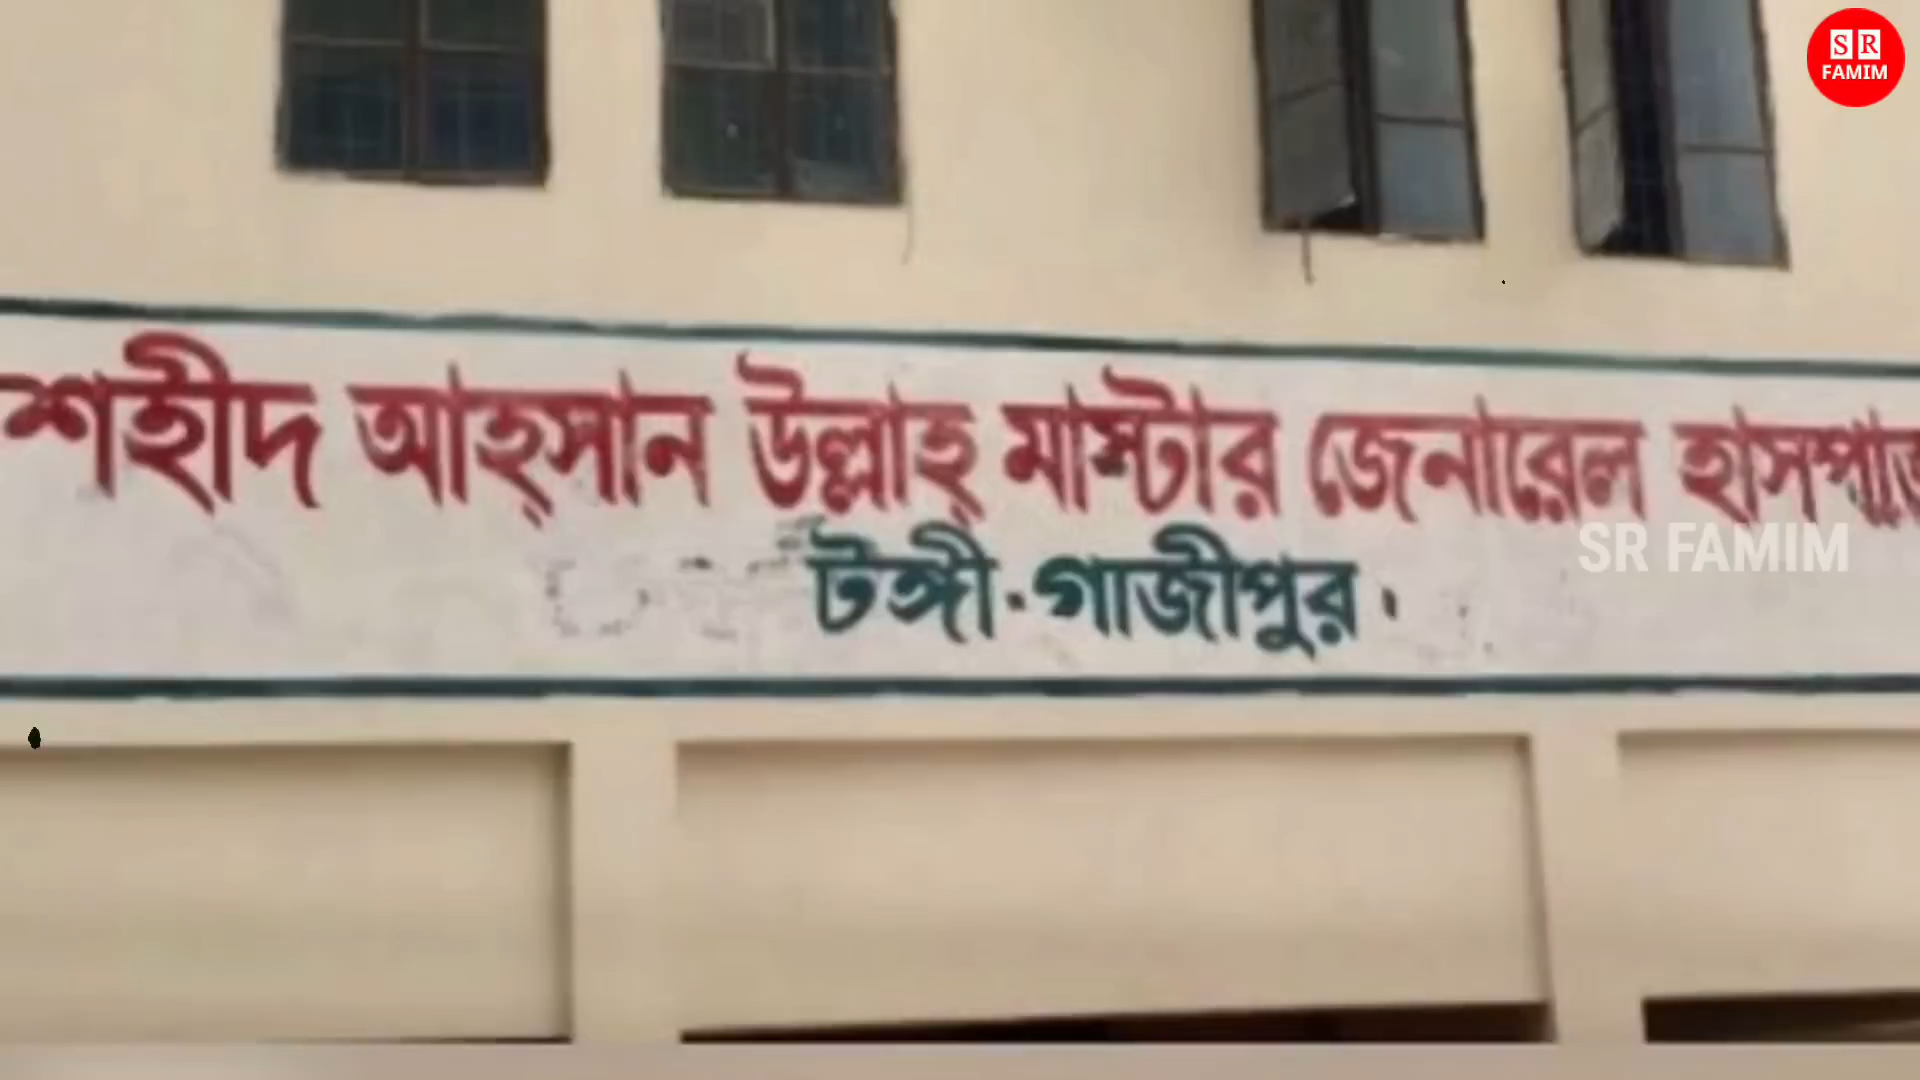 SR
FAMIM
শহীদ আহ্সান উল্লাহ্ মাস্টার জেনারেল
টঙ্গী·গাজীপুর·
SR FAMIM